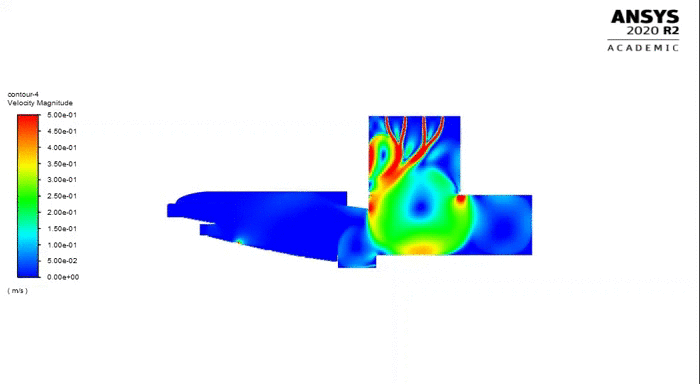 ANSYS
2020 R2
ACADEMIC
contour-4
Velocity Magnitude
5.00e-01
4.50e-01
4.00e-01
3.50e-01
3.00e-01
2.50e-01
2.00e-01
1.50e-01
1.00e-01
5.00e-02
0.00e+00
( m/s )